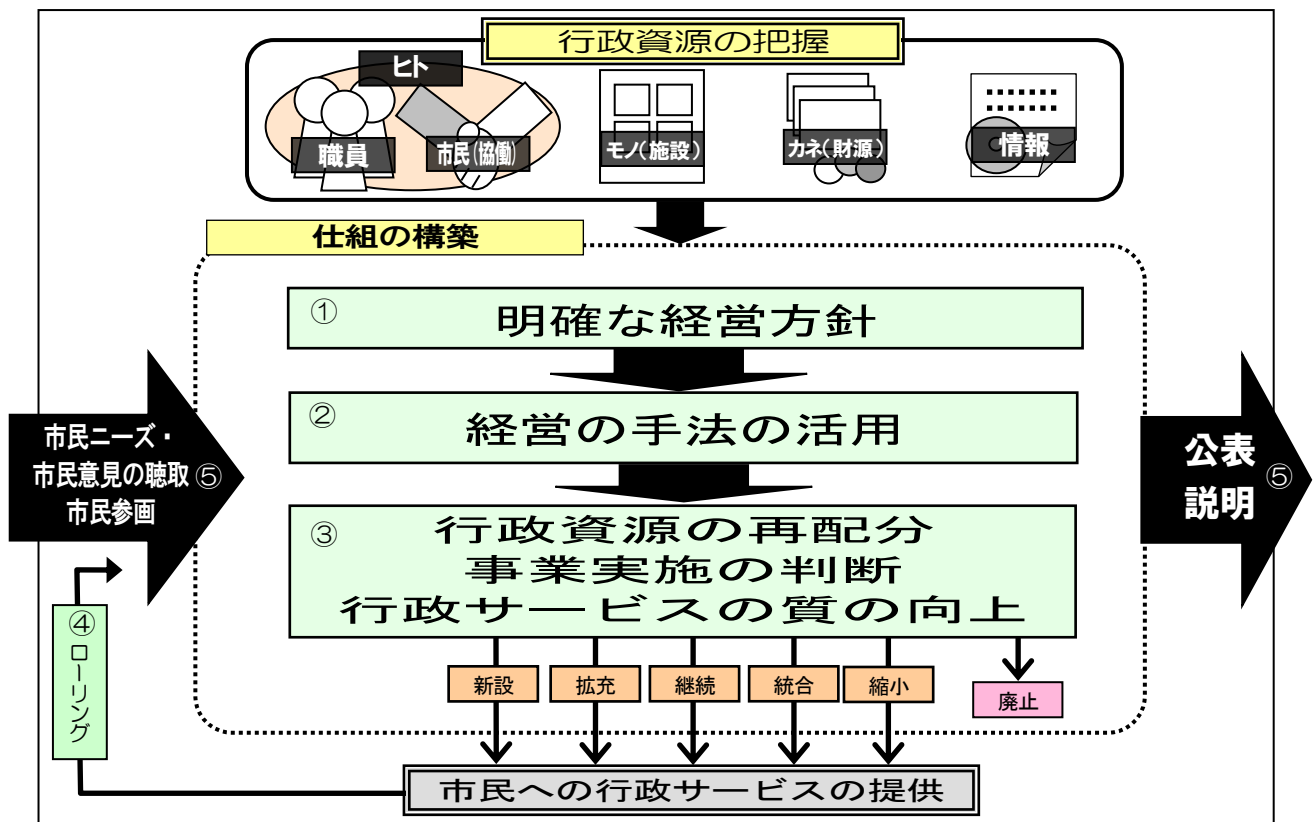 行政資源の把握
ヒト
職員
市民(協働)
モノ(施設)
カネ(財源)
情報
仕組の構築
① 明確な経営方針
② 経営の手法の活用
③ 行政資源の再配分
事業実施の判断
行政サービスの質の向上
市民ニーズ・
市民意見の聴取 ⑤
市民参画
公表 ⑤
説明
④ ローリング
新設
拡充
継続
統合
縮小
廃止
市民への行政サービスの提供